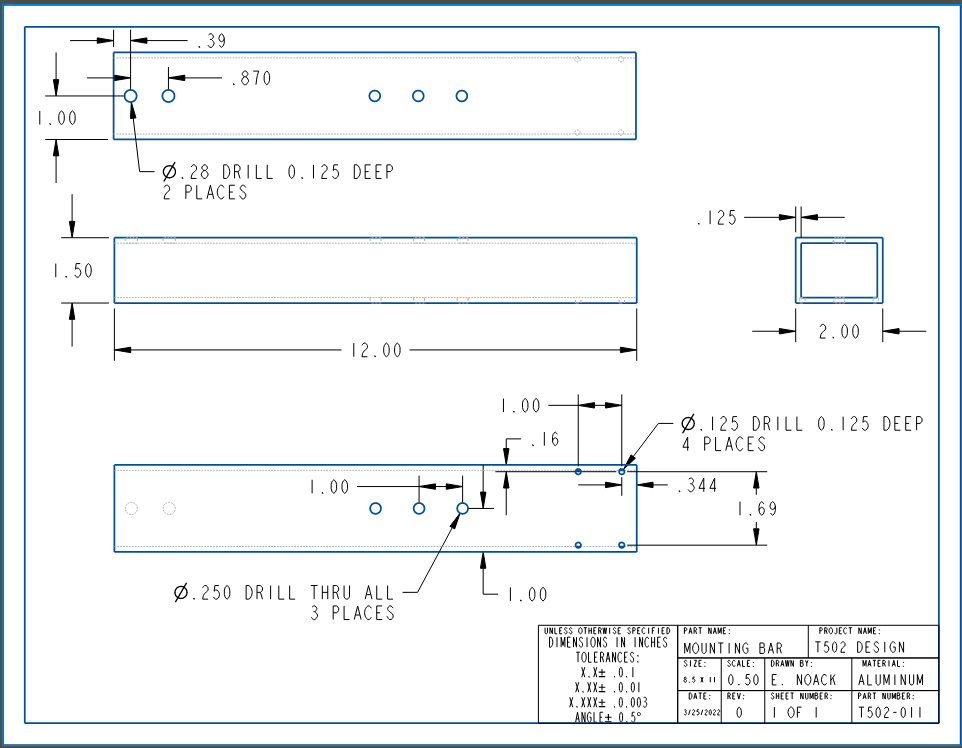 .39
.870
1.00
Ø.28 DRILL 0.125 DEEP
2 PLACES
.125
1.50
2.00
12.00
1.00
Ø.125 DRILL 0.125 DEEP
4 PLACES
.16
1.00
.344
1.69
Ø.250 DRILL THRU ALL
3 PLACES
1.00
UNLESS OTHERWISE SPECIFIED
DIMENSIONS IN INCHES
TOLERANCES:
X.X± .0.1
X.XX± .0.01
X.XXX± .0.003
ANGLE± 0.5°
PART NAME:
MOUNTING BAR
PROJECT NAME:
T502 DESIGN
SIZE:
8.5 X 11
SCALE:
0.50
DRAWN BY:
E. NOACK
MATERIAL:
ALUMINUM
DATE:
3/25/2022
REV:
0
SHEET NUMBER:
1 OF 1
PART NUMBER:
T502-011